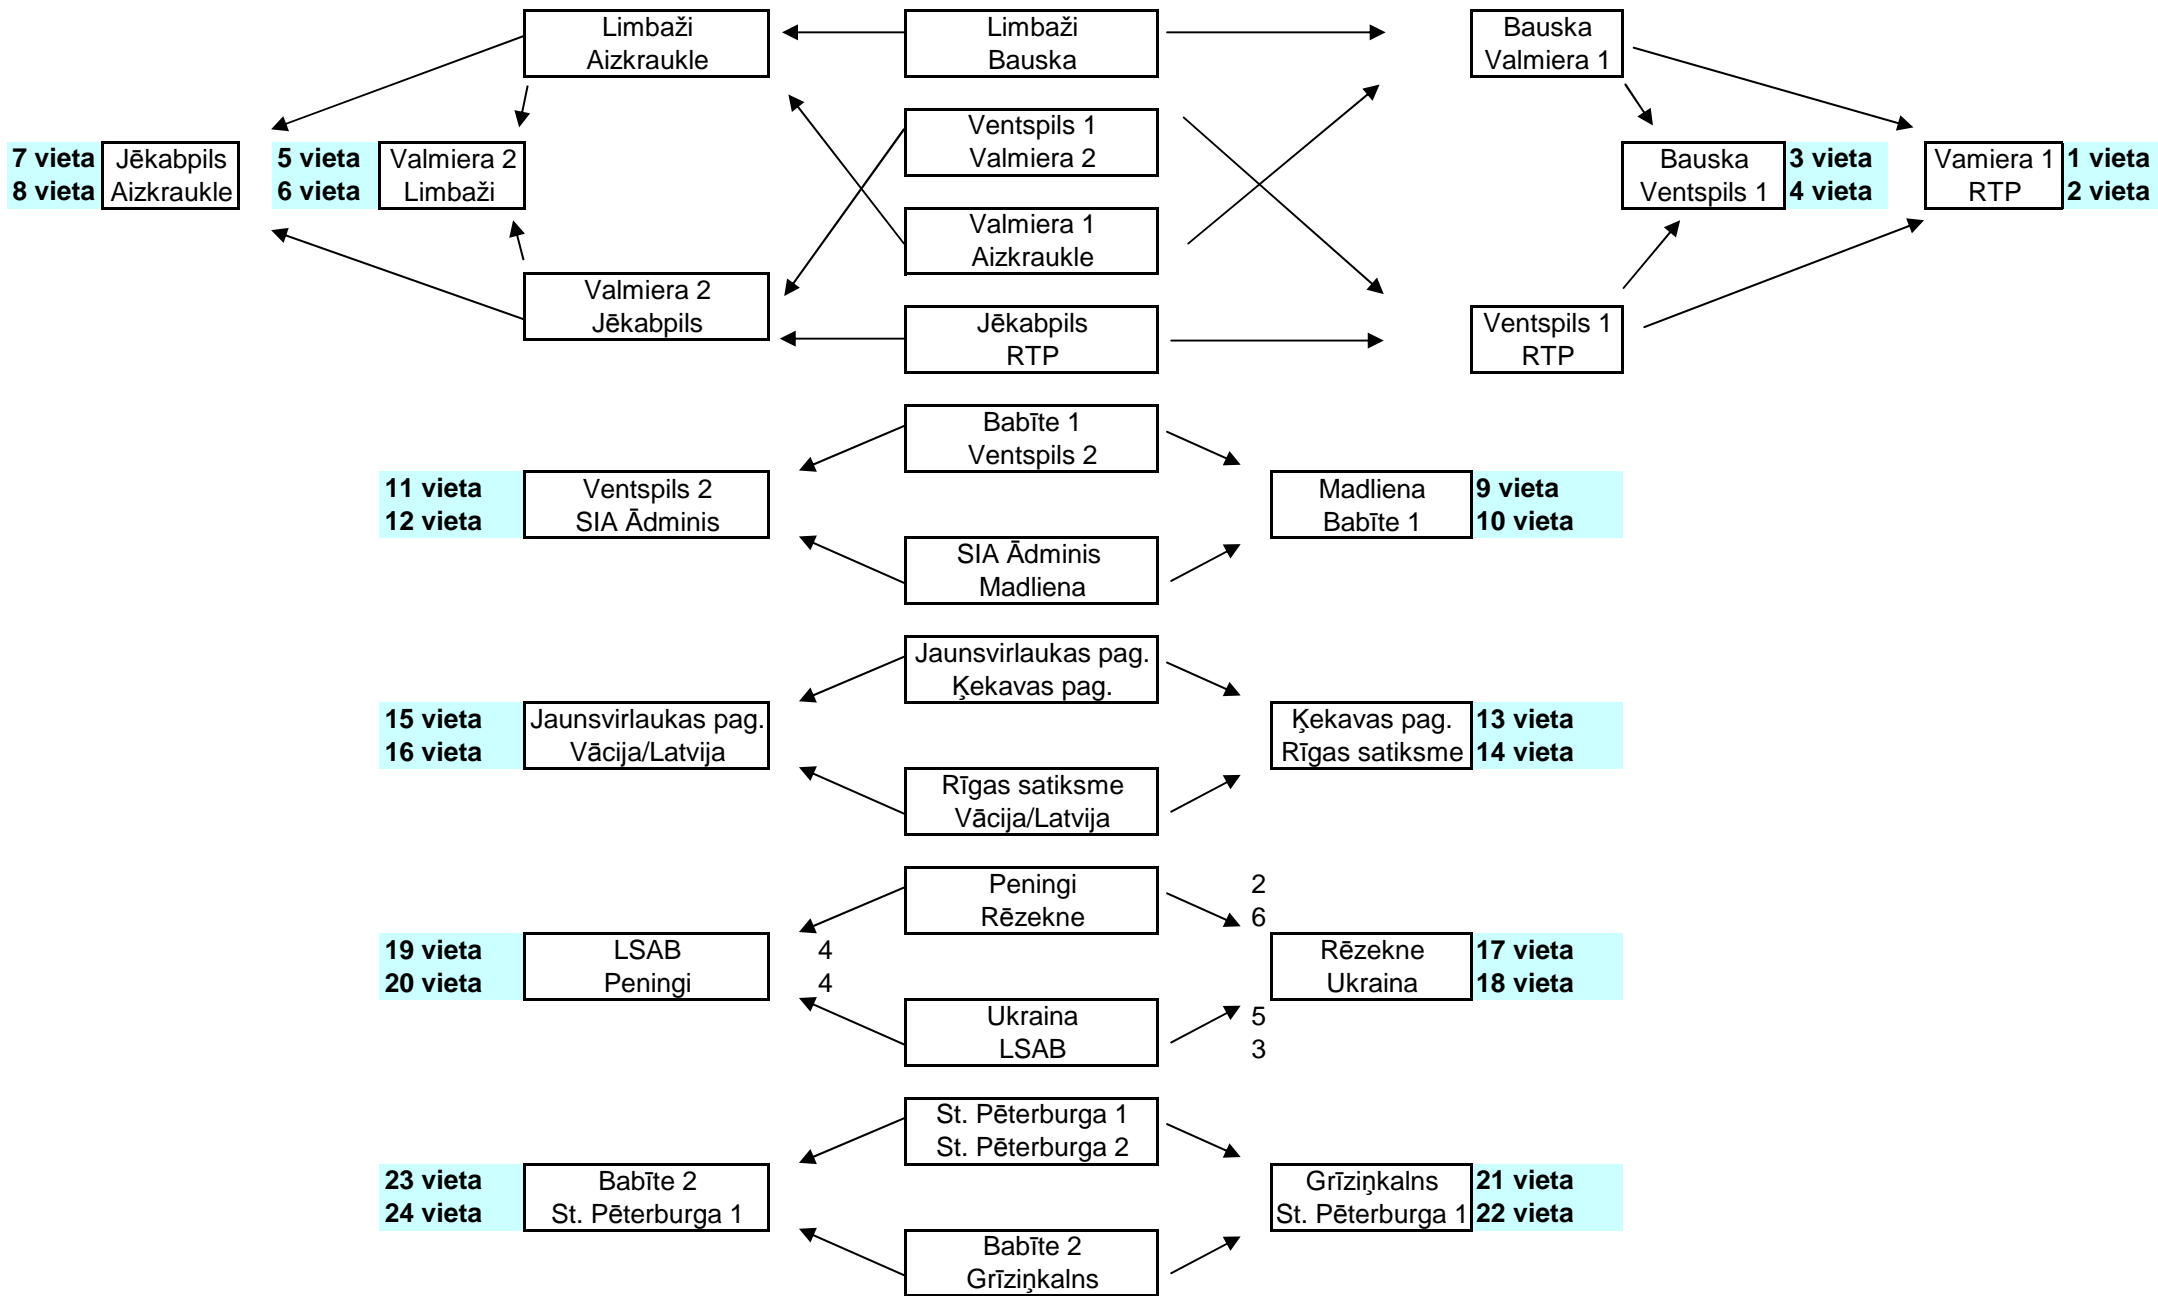 Limbaži
Aizkraukle
Limbaži
Bauska
Bauska
Valmiera 1
Ventspils 1
Valmiera 2
7 vieta Jēkabpils
8 vieta Aizkraukle
5 vieta Valmiera 2
6 vieta Limbaži
Bauska 3 vieta
Ventspils 1 4 vieta
Vamiera 1 1 vieta
RTP 2 vieta
Valmiera 1
Aizkraukle
Valmiera 2
Jēkabpils
Jēkabpils
RTP
Ventspils 1
RTP
Babīte 1
Ventspils 2
11 vieta Ventspils 2
12 vieta SIA Ādminis
Madliena 9 vieta
Babīte 1 10 vieta
SIA Ādminis
Madliena
Jaunsvirlaukas pag.
Ķekavas pag.
15 vieta Jaunsvirlaukas pag.
16 vieta Vācija/Latvija
Ķekavas pag. 13 vieta
Rīgas satiksme 14 vieta
Rīgas satiksme
Vācija/Latvija
Peningi 2
Rēzekne 6
19 vieta LSAB 4
20 vieta Peningi 4
Rēzekne 17 vieta
Ukraina 18 vieta
Ukraina 5
LSAB 3
St. Pēterburga 1
St. Pēterburga 2
23 vieta Babīte 2
24 vieta St. Pēterburga 1
Grīziņkalns 21 vieta
St. Pēterburga 1 22 vieta
Babīte 2
Grīziņkalns